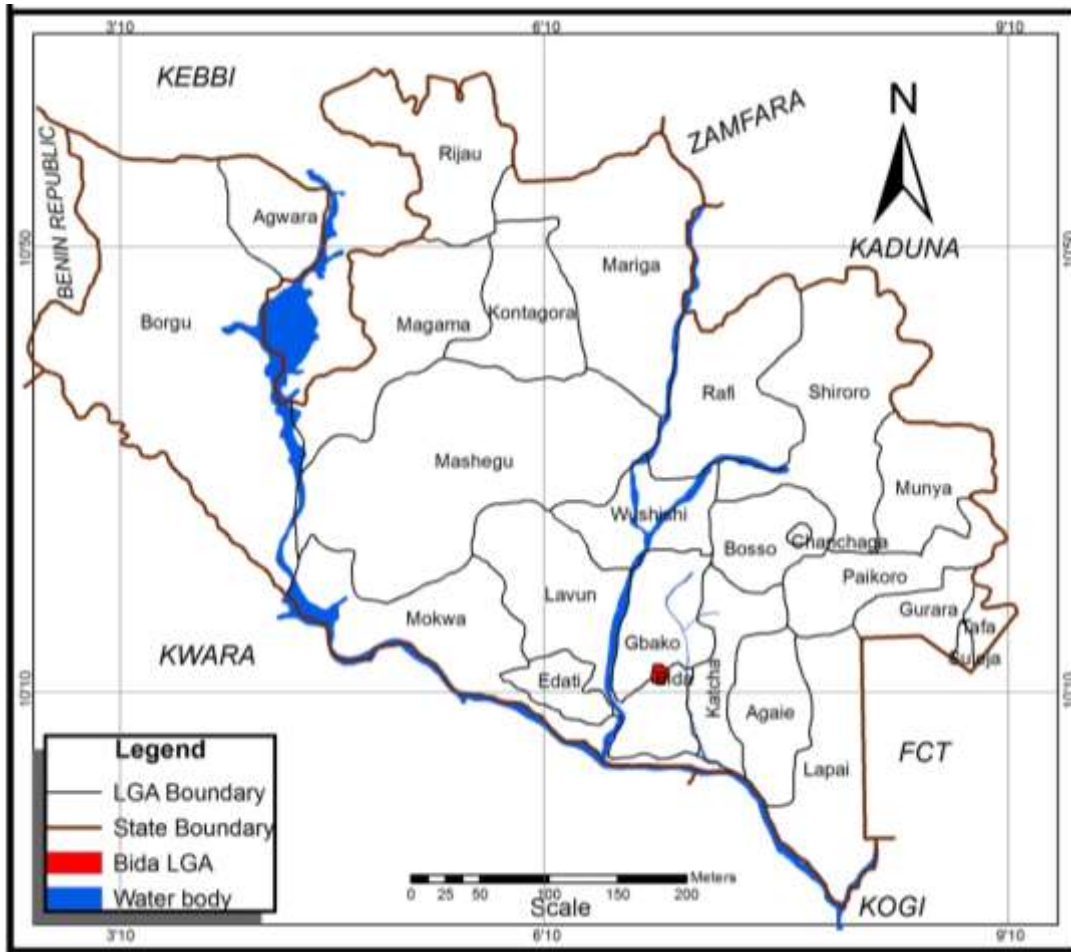 3'10
6'10
9'10
KEBBI
ZAMFARA
N
Rijau
BENIN REPUBLIC
Agwara
KADUNA
10'50
10'50
Mariga
Borgu
Magama
Kontagora
Rafi
Shiroro
Mashegu
Munya
Wushishi
Bosso
Chanchaga
Paikoro
Lavun
Mokwa
Gurara
Tafa
Gbako
KWARA
Suleja
Edati
Bida
Katcha
10'10
10'10
Agaie
FCT
Lapai
Legend
LGA Boundary
State Boundary
Bida LGA
Water body
Meters
0 25 50 100 150 200
Scale
KOGI
3'10
6'10
9'10